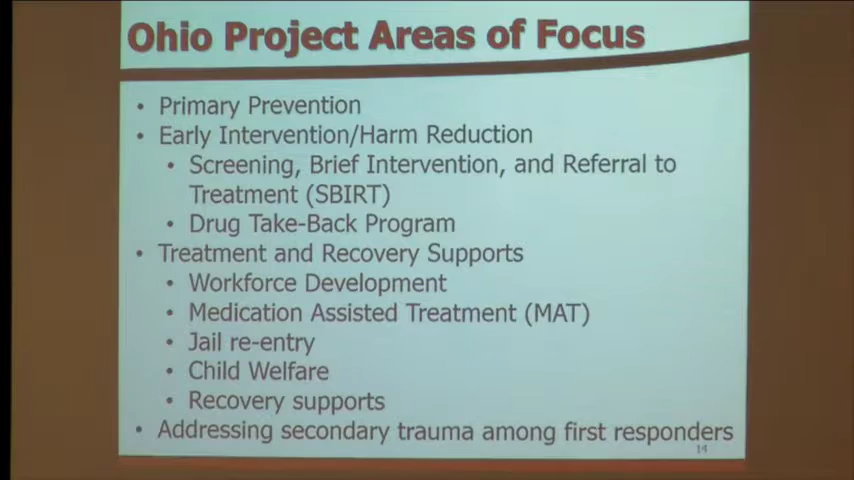 Ohio Project Areas of Focus
• Primary Prevention
• Early Intervention/Harm Reduction
• Screening, Brief Intervention, and Referral to
Treatment (SBIRT)
• Drug Take-Back Program
• Treatment and Recovery Supports
• Workforce Development
• Medication Assisted Treatment (MAT)
• Jail re-entry
• Child Welfare
• Recovery supports
• Addressing secondary trauma among first responders
14